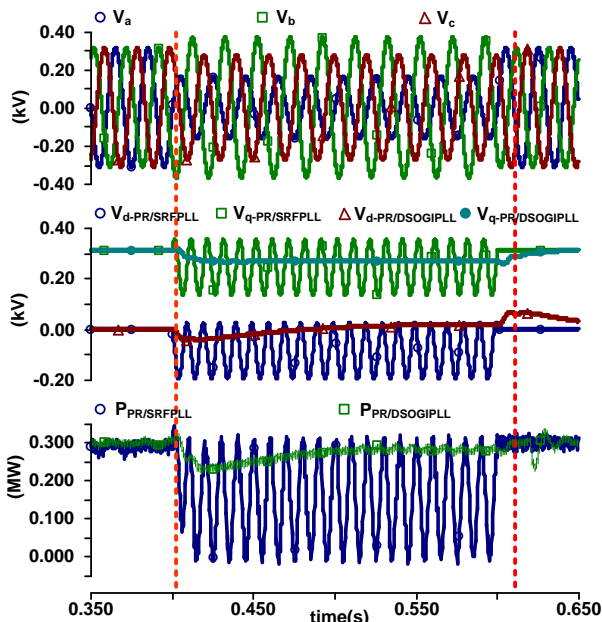 Va Vb Vc
0.40
0.20
0.00
-0.20
-0.40
(kV)
Vd-PR/SRFPLL Vq-PR/SRFPLL Vd-PR/DSOGIPLL Vq-PR/DSOGIPLL
0.40
0.20
0.00
-0.20
(kV)
PPR/SRFPLL PPR/DSOGIPLL
0.300
0.200
0.100
0.000
(MW)
0.350 0.450 0.550 0.650
time(s)